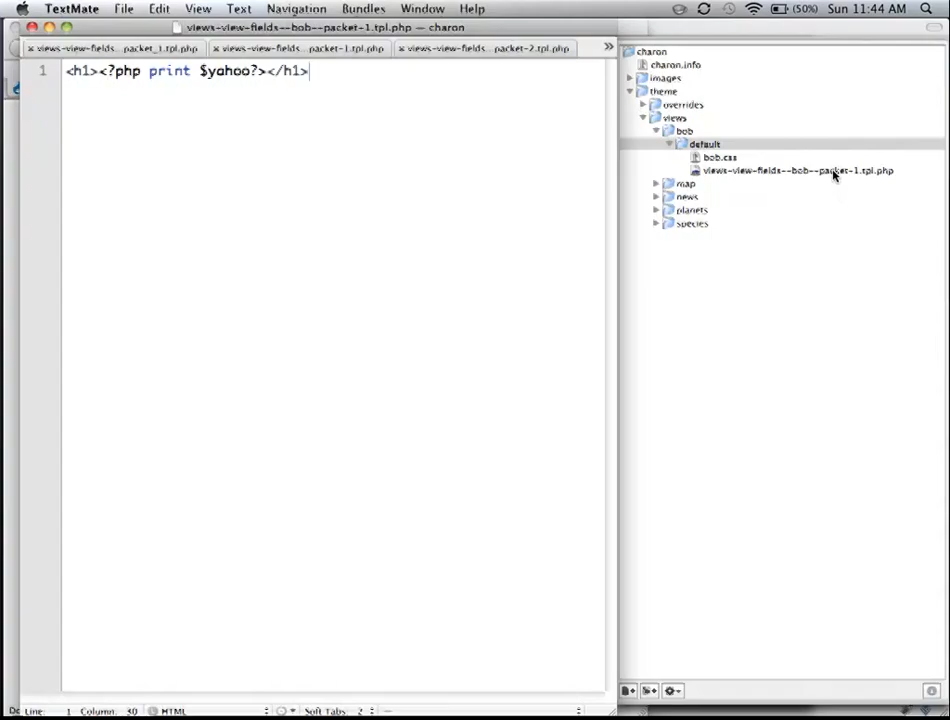 TextMate File Edit View Text Navigation Bundles Window Help (50%) Sun 11:44 AM
views-view-fields--bob--packet-1.tpl.php — charon
views-view-fields... packet_1.tpl.php views-view-fields... packet-1.tpl.php views-view-fields... packet-2.tpl.php »
1 <h1><?php print $yahoo?></h1>
charon
charon.info
images
theme
overrides
views
bob
default
bob.css
views-view-fields--bob--packet-1.tpl.php
map
news
planets
species
Line: 1 Column: 30 HTML Soft Tabs: 2 —